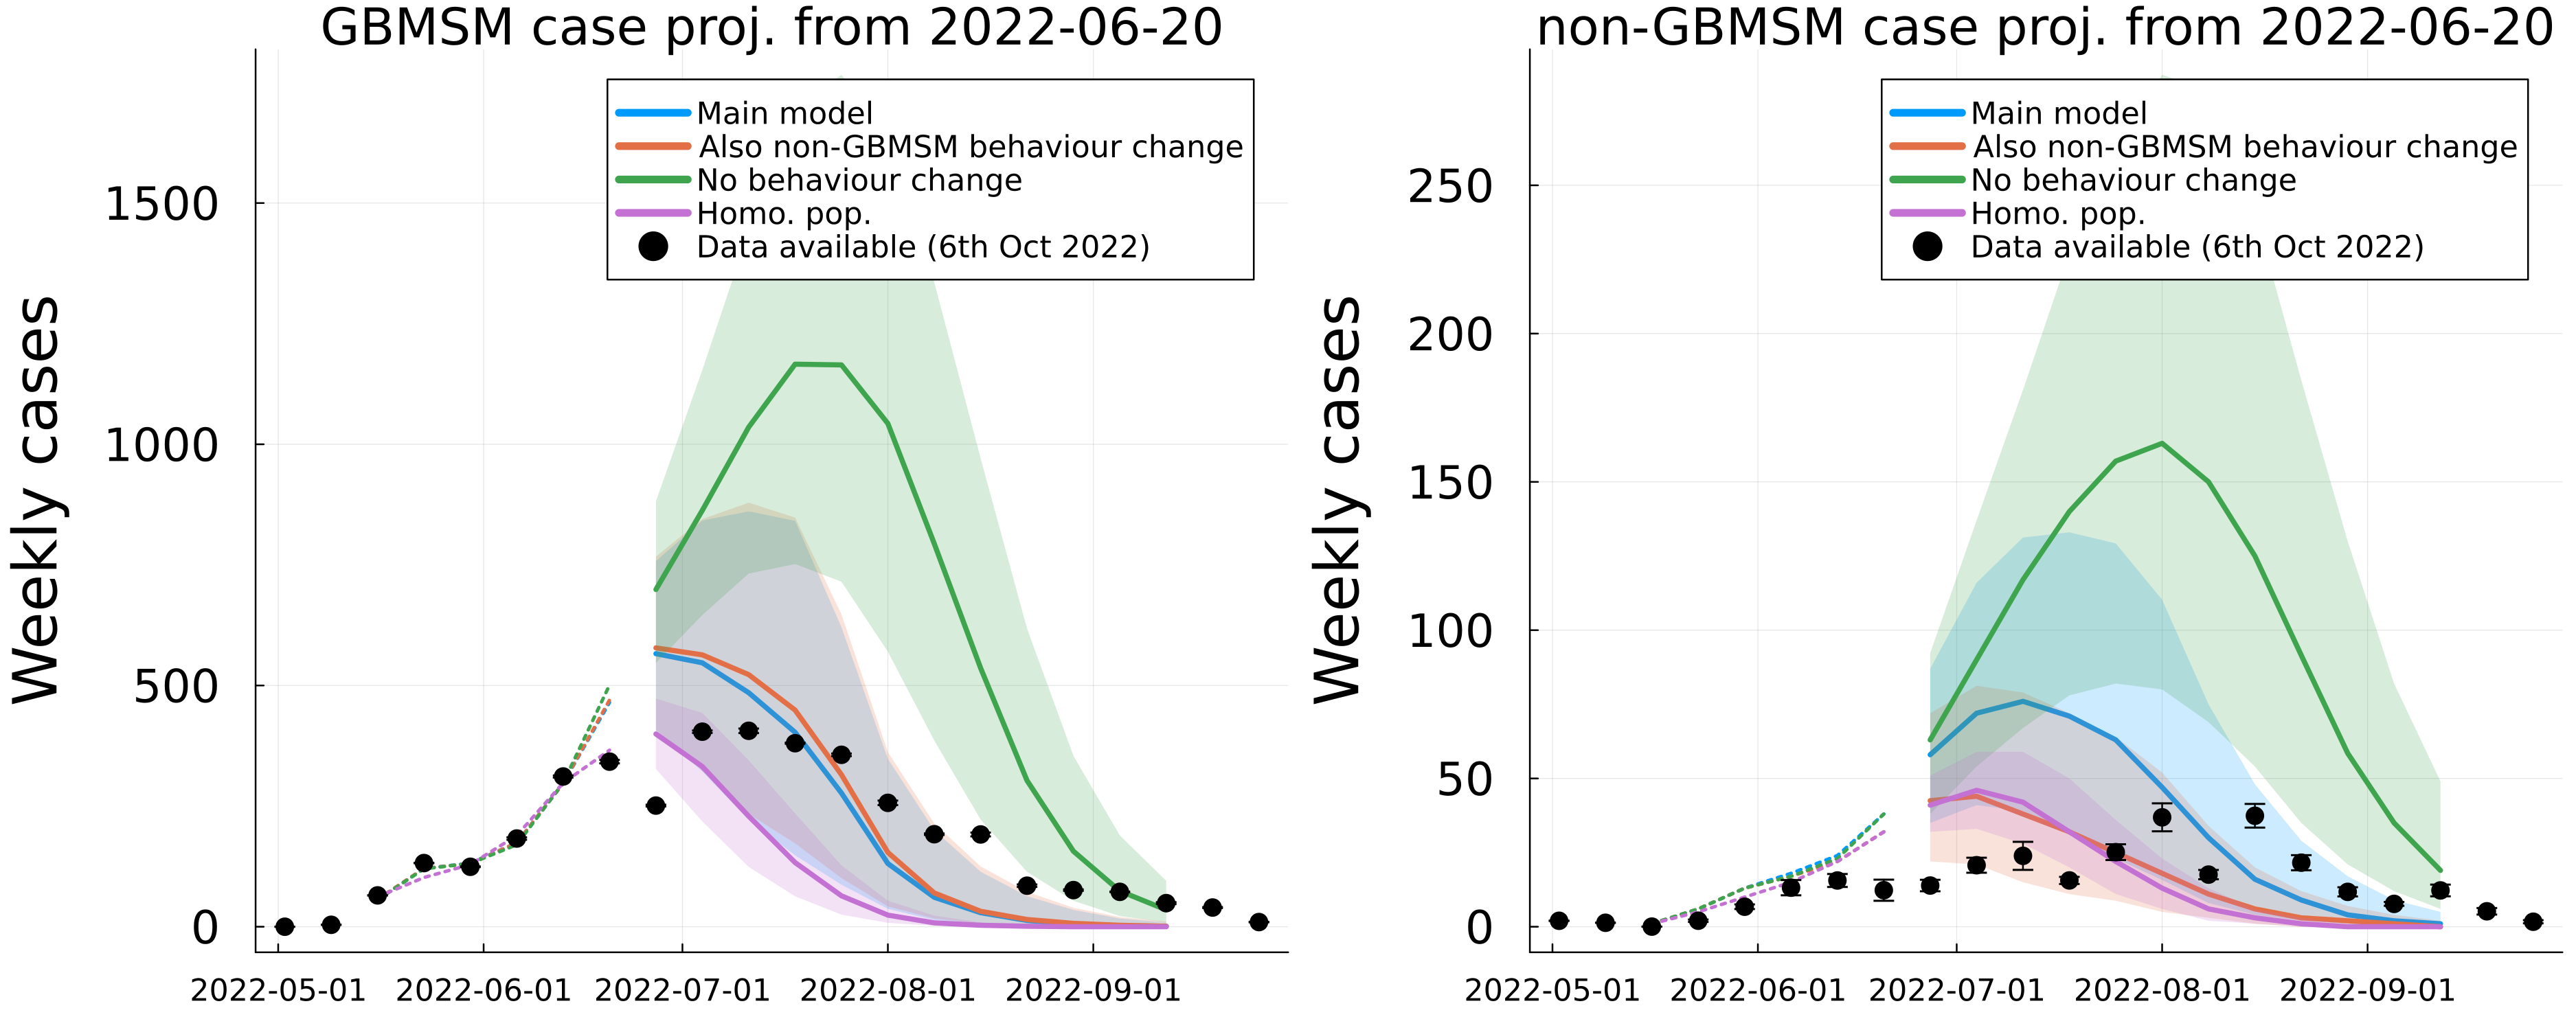 GBMSM case proj. from 2022-06-20
Weekly cases
1500
1000
500
0
2022-05-01
2022-06-01
2022-07-01
2022-08-01
2022-09-01
Main model
Also non-GBMSM behaviour change
No behaviour change
Homo. pop.
Data available (6th Oct 2022)
non-GBMSM case proj. from 2022-06-20
Weekly cases
250
200
150
100
50
0
2022-05-01
2022-06-01
2022-07-01
2022-08-01
2022-09-01
Main model
Also non-GBMSM behaviour change
No behaviour change
Homo. pop.
Data available (6th Oct 2022)